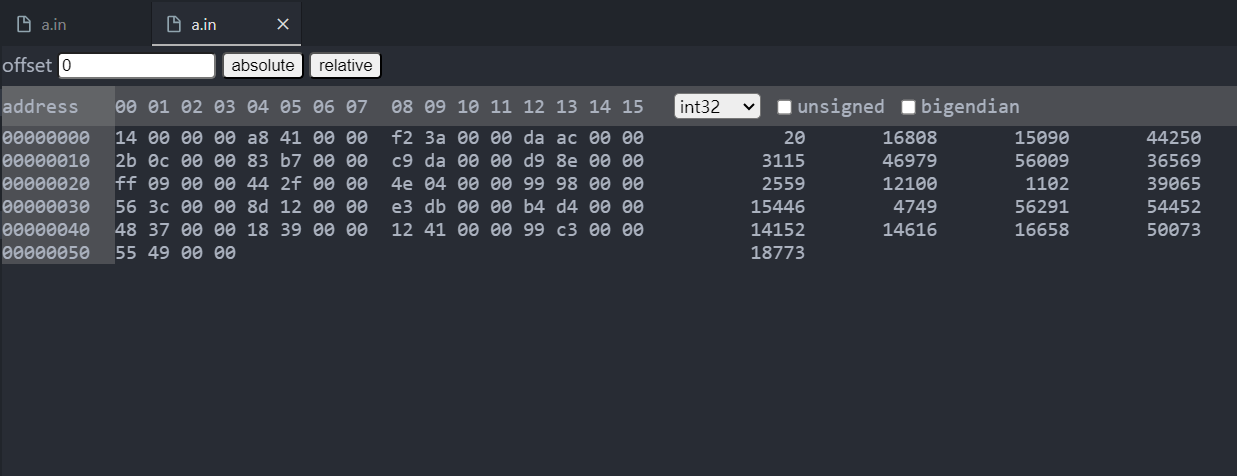 a.in a.in ×
offset 0 absolute relative
address 00 01 02 03 04 05 06 07 08 09 10 11 12 13 14 15 int32 unsigned bigendian
00000000 14 00 00 00 a8 41 00 00 f2 3a 00 00 da ac 00 00 20 16808 15090 44250
00000010 2b 0c 00 00 83 b7 00 00 c9 da 00 00 d9 8e 00 00 3115 46979 56009 36569
00000020 ff 09 00 00 44 2f 00 00 4e 04 00 00 99 98 00 00 2559 12100 1102 39065
00000030 56 3c 00 00 8d 12 00 00 e3 db 00 00 b4 d4 00 00 15446 4749 56291 54452
00000040 48 37 00 00 18 39 00 00 12 41 00 00 99 c3 00 00 14152 14616 16658 50073
00000050 55 49 00 00 18773